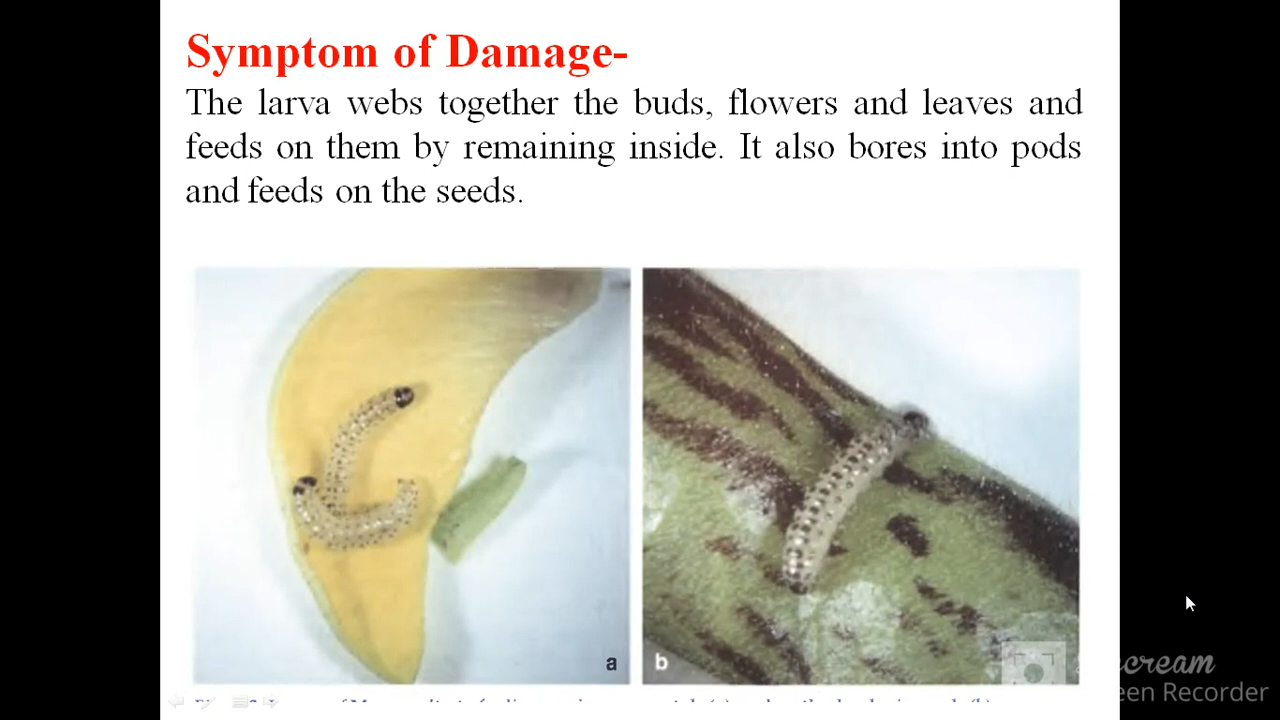 Symptom of Damage-
The larva webs together the buds, flowers and leaves and
feeds on them by remaining inside. It also bores into pods
and feeds on the seeds.
a
b
cream
een Recorder